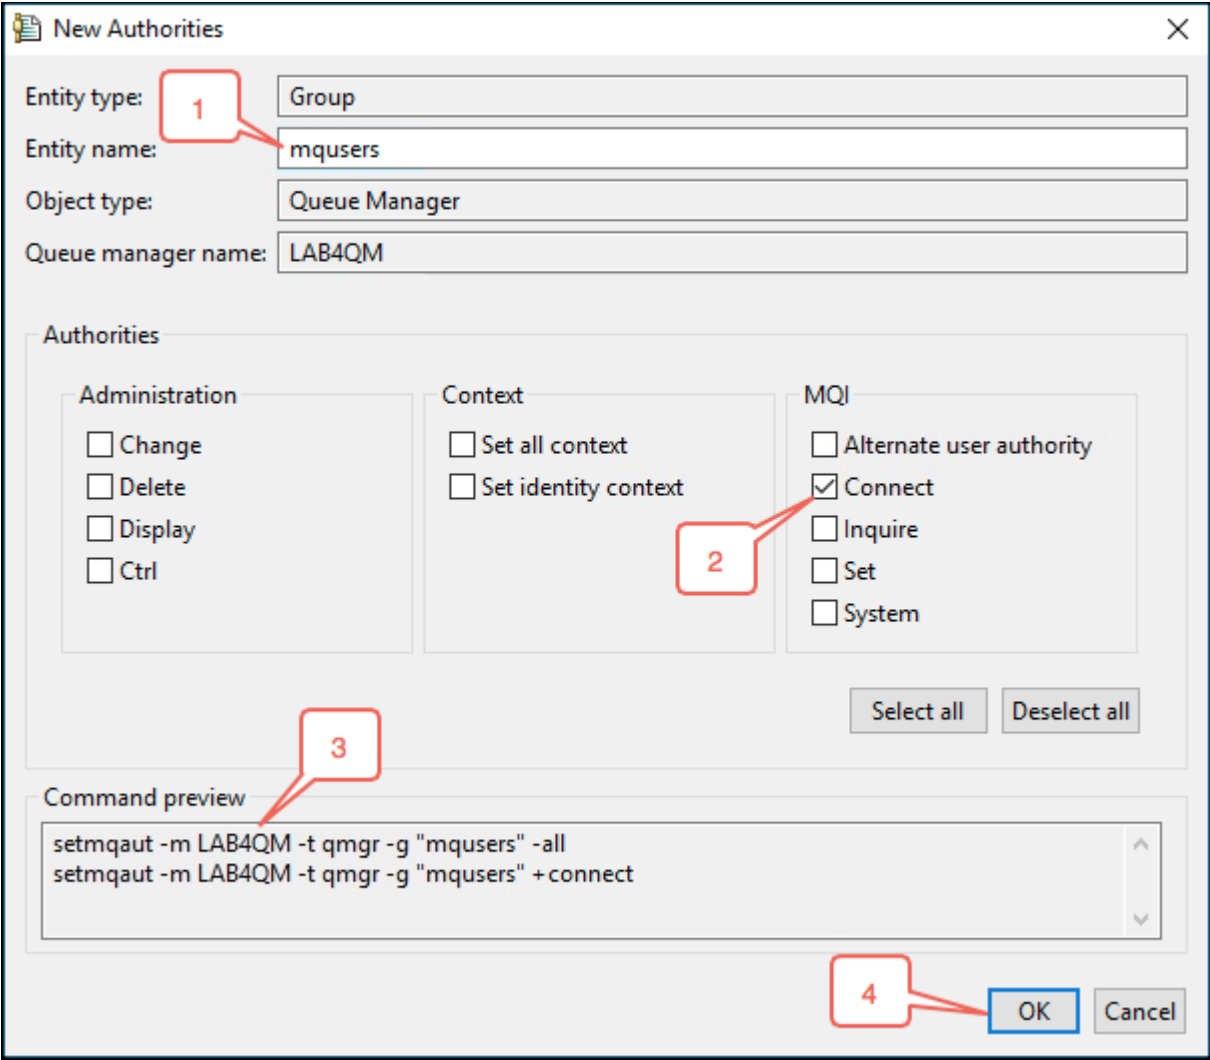 New Authorities
Entity type: Group
1
Entity name: mqusers
Object type: Queue Manager
Queue manager name: LAB4QM
Authorities
Administration
Change
Delete
Display
Ctrl
Context
Set all context
Set identity context
MQI
Alternate user authority
Connect
Inquire
Set
System
2
Select all
Deselect all
3
Command preview
setmqaut -m LAB4QM -t qmgr -g "mqusers" -all
setmqaut -m LAB4QM -t qmgr -g "mqusers" +connect
4
OK
Cancel